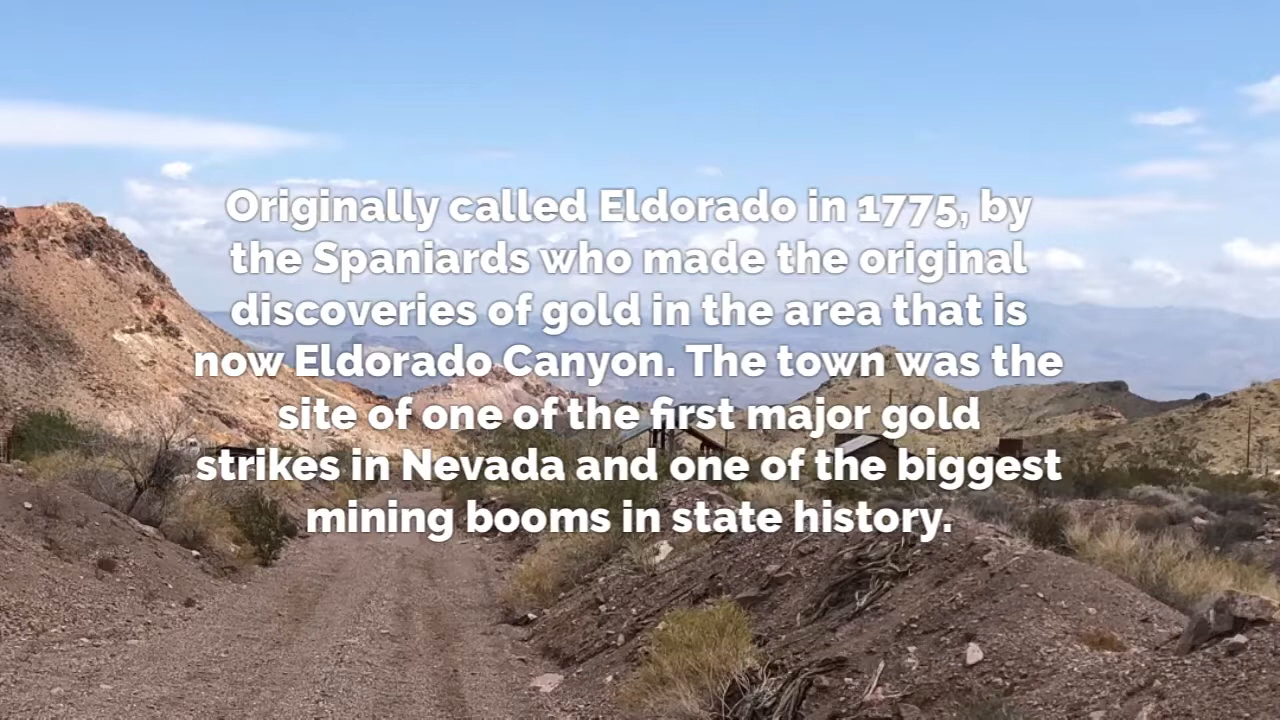 Originally called Eldorado in 1775, by
the Spaniards who made the original
discoveries of gold in the area that is
now Eldorado Canyon. The town was the
site of one of the first major gold
strikes in Nevada and one of the biggest
mining booms in state history.